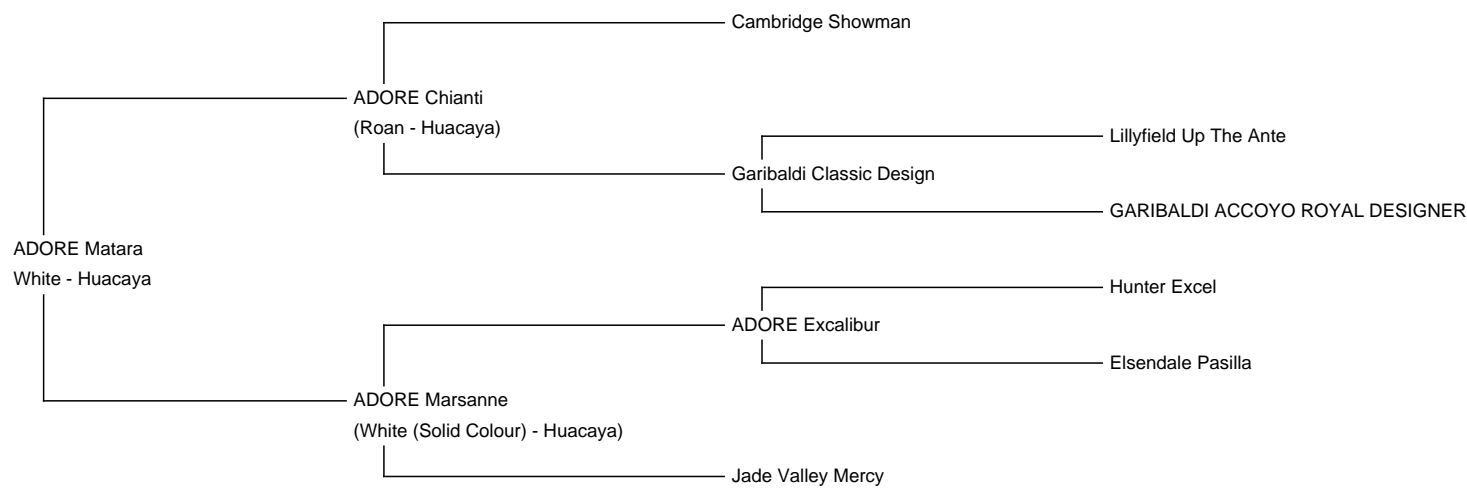 Cambridge Showman
ADORE Chianti
(Roan - Huacaya)
Lillyfield Up The Ante
Garibaldi Classic Design
GARIBALDI ACCOYO ROYAL DESIGNER
ADORE Matara
White - Huacaya
Hunter Excel
ADORE Excalibur
Elsendale Pasilla
ADORE Marsanne
(White (Solid Colour) - Huacaya)
Jade Valley Mercy